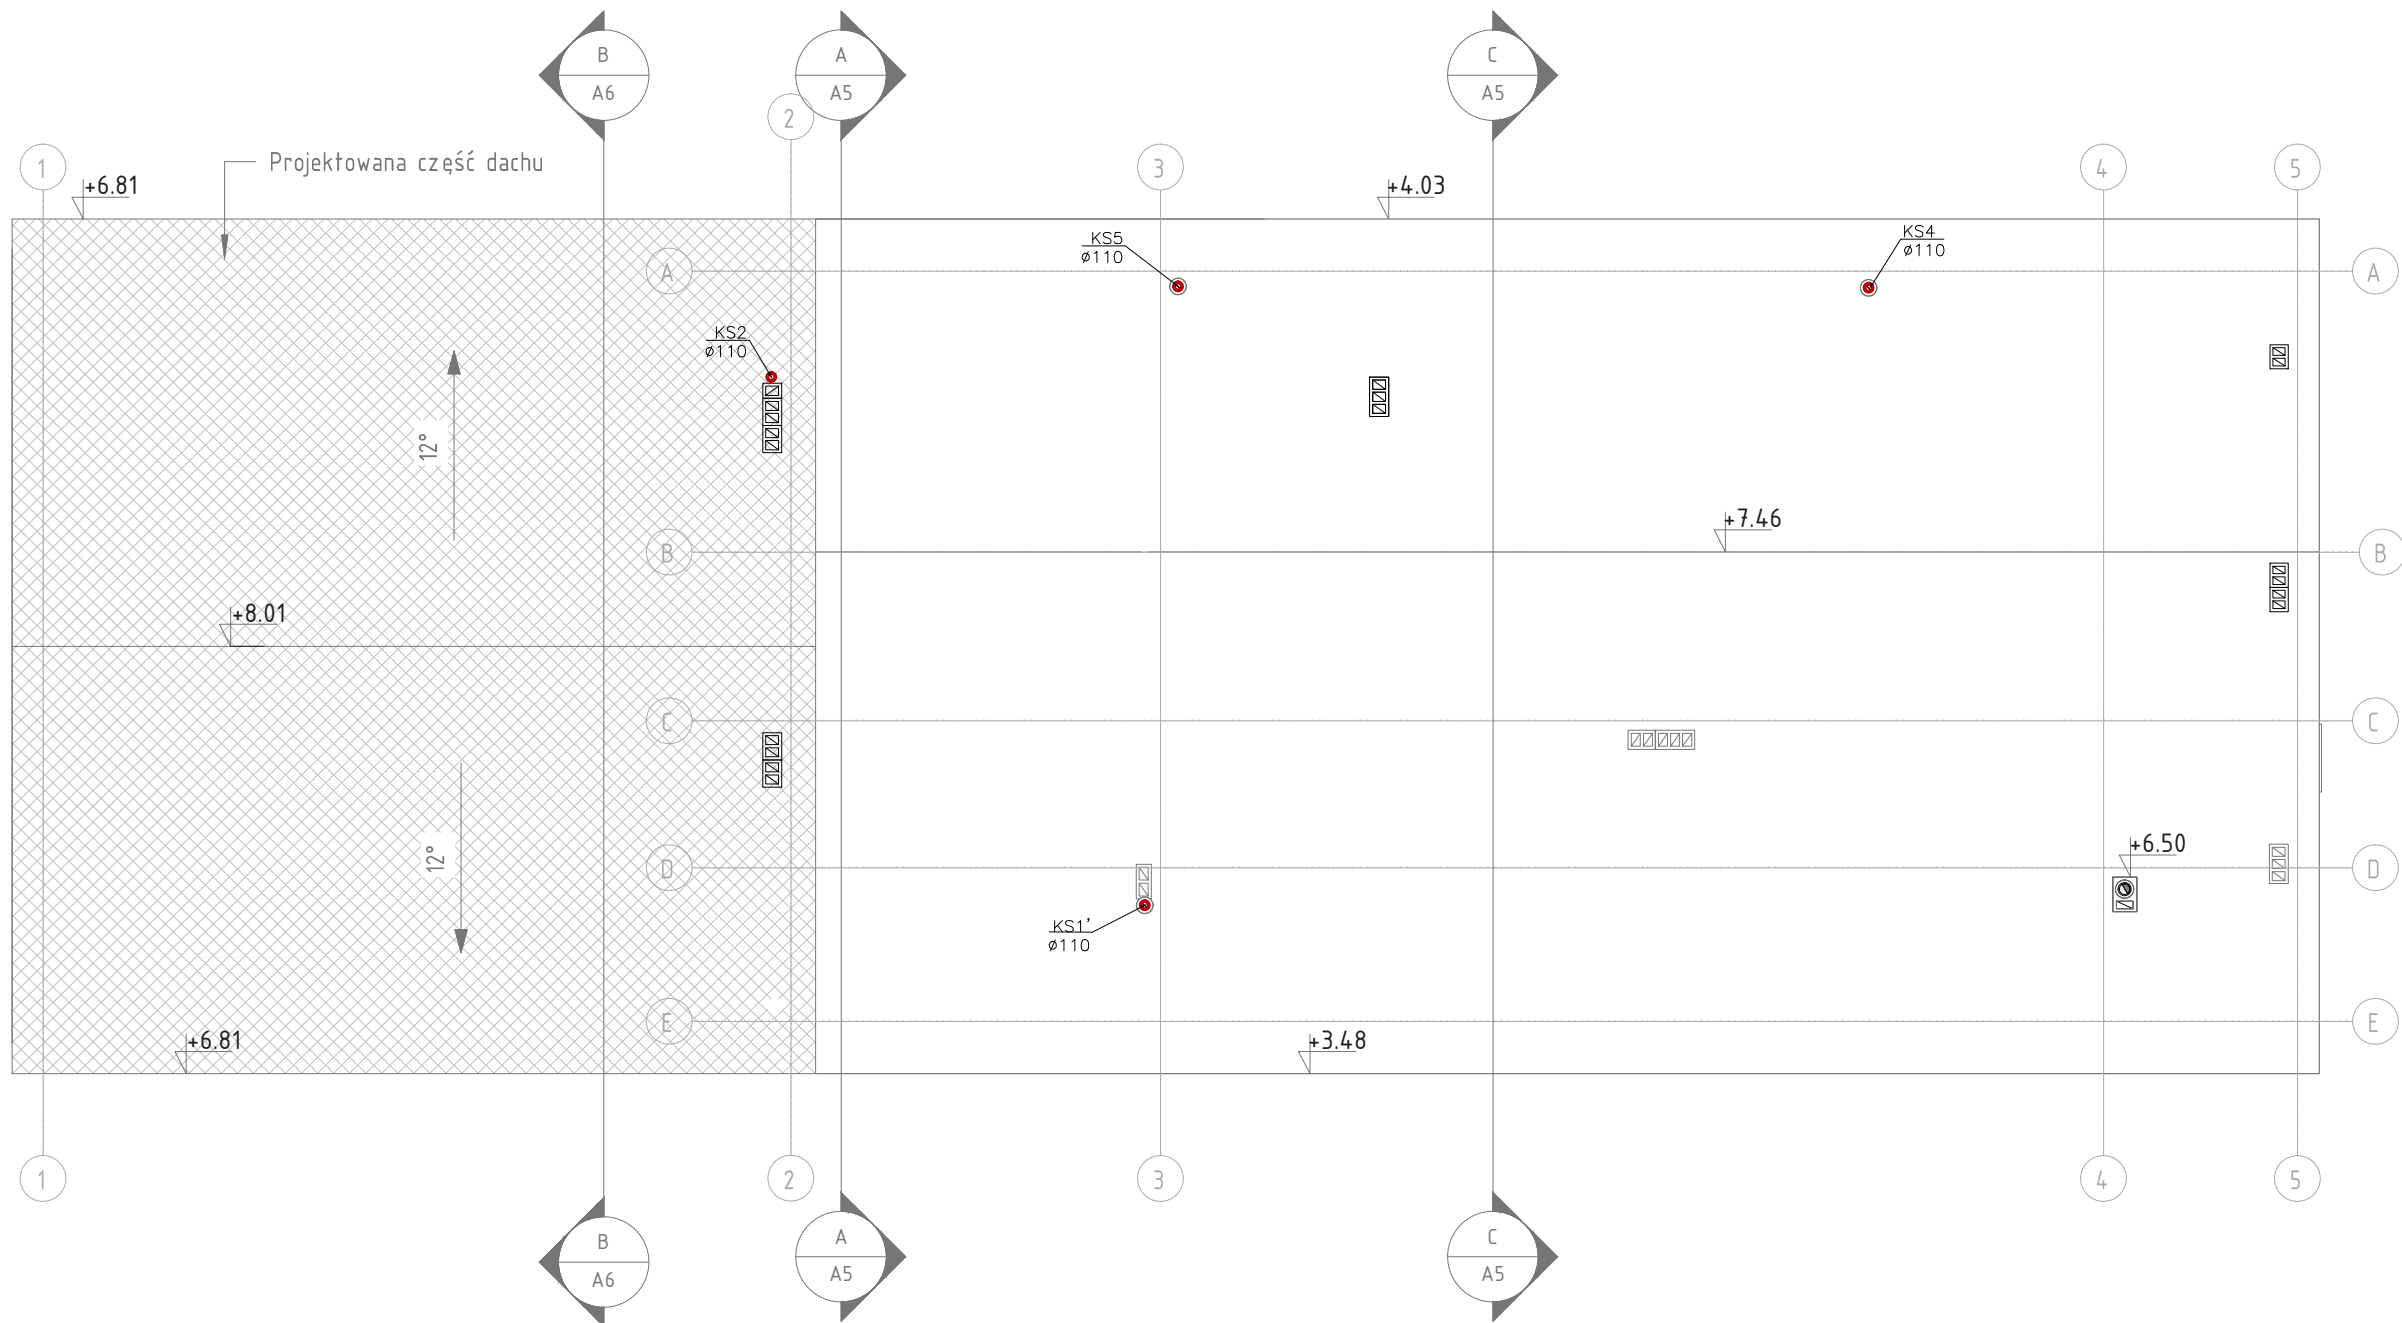 B
A6
A
A5
C
A5
2
1
3
4
5
Projektowana część dachu
+6.81
+4.03
KS5
ø110
KS4
ø110
A
A
KS2
ø110
12°
+7.46
B
B
+8.01
C
C
+6.50
12°
D
D
KS1'
ø110
E
E
+6.81
+3.48
1
2
3
4
5
B
A6
A
A5
C
A5